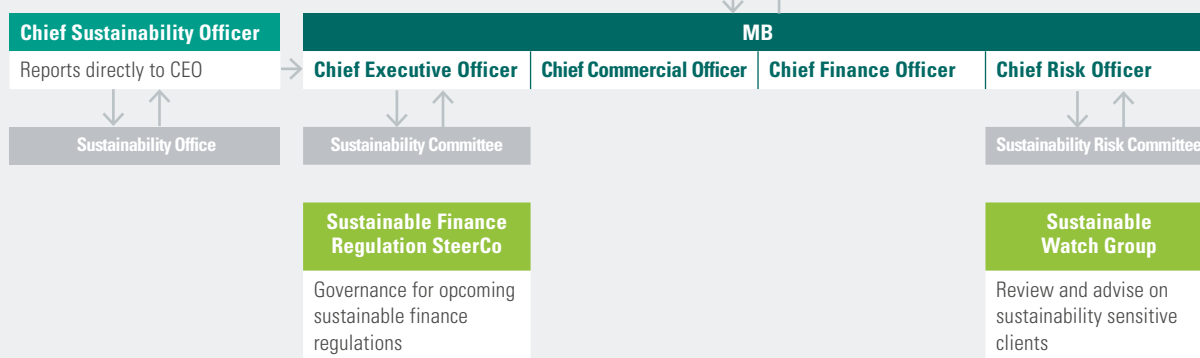 Chief Sustainability Officer
Reports directly to CEO
Sustainability Office
MB
Chief Executive Officer
Chief Commercial Officer
Chief Finance Officer
Chief Risk Officer
Sustainability Committee
Sustainability Risk Committee
Sustainable Finance
Regulation SteerCo
Governance for opcoming
sustainable finance
regulations
Sustainable
Watch Group
Review and advise on
sustainability sensitive
clients